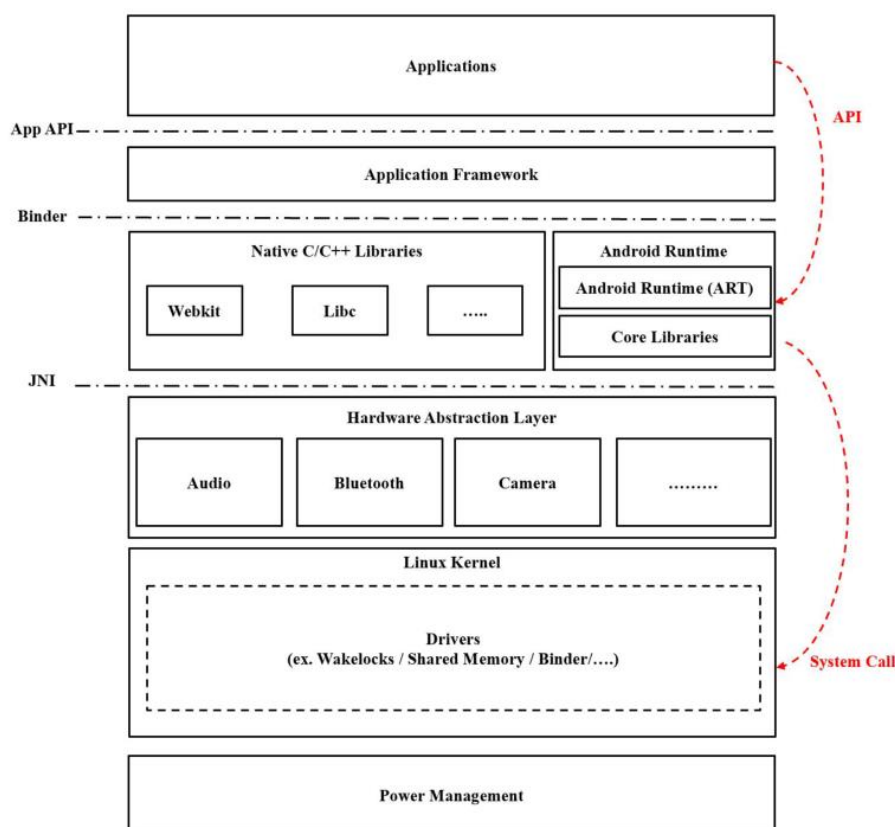 Applications
API
App API
Application Framework
Binder
Native C/C++ Libraries
Android Runtime
Webkit
Libc
…..
Android Runtime (ART)
Core Libraries
JNI
Hardware Abstraction Layer
Audio
Bluetooth
Camera
………
Linux Kernel
Drivers
(ex. Wakelocks / Shared Memory / Binder/….)
System Call
Power Management